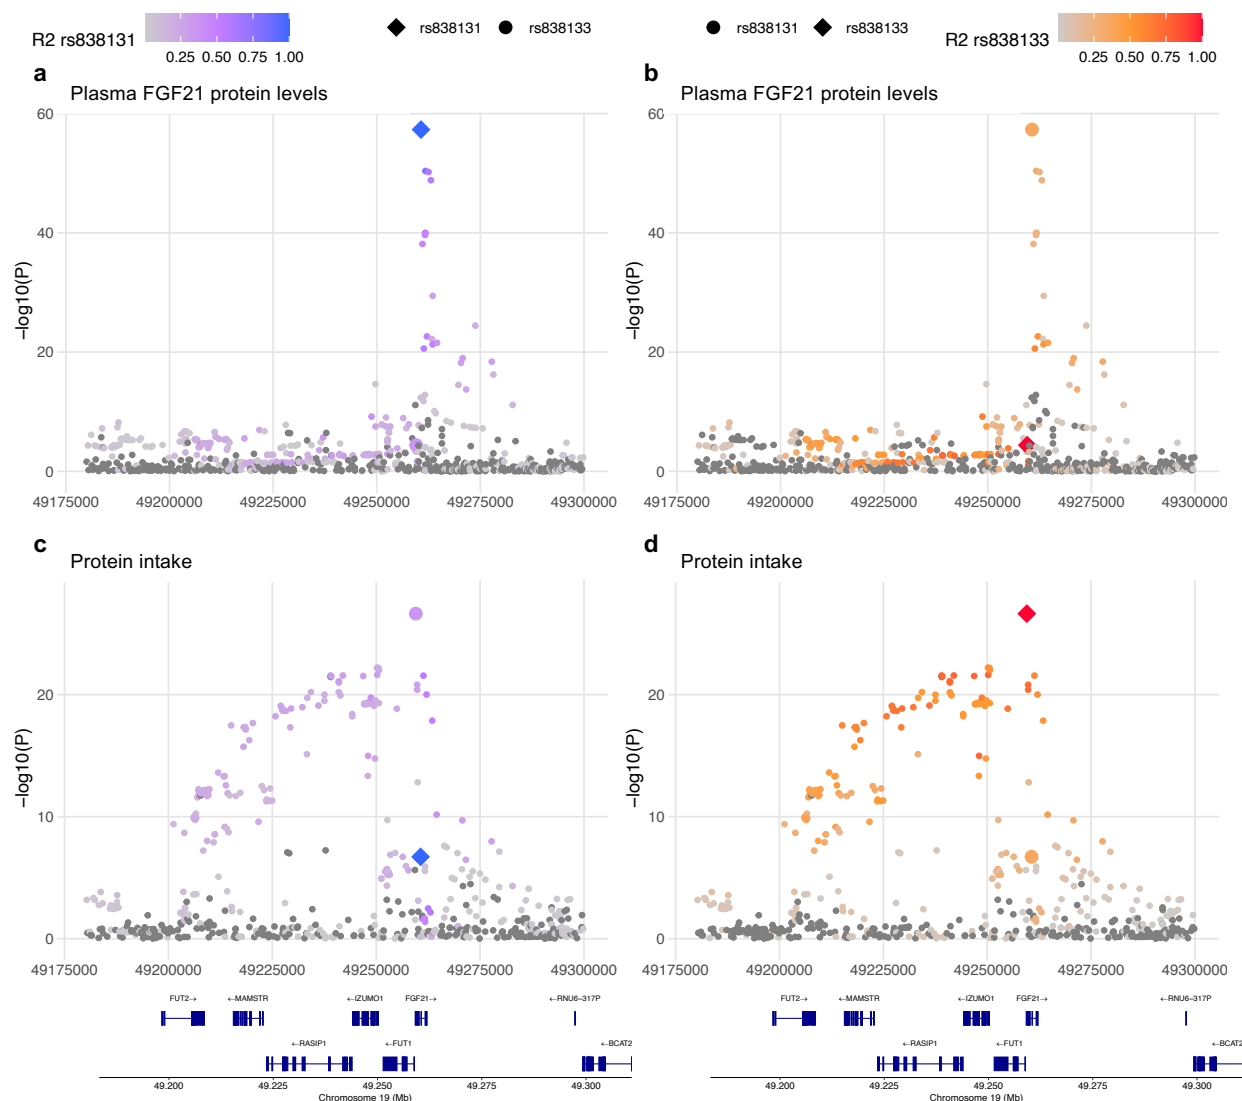 R2 rs838131
0.25 0.50 0.75 1.00
rs838131 rs838133
rs838131 rs838133
R2 rs838133
0.25 0.50 0.75 1.00
a
Plasma FGF21 protein levels
−log10(P)
60
40
20
0
49175000 49200000 49225000 49250000 49275000 49300000
b
Plasma FGF21 protein levels
−log10(P)
60
40
20
0
49175000 49200000 49225000 49250000 49275000 49300000
c
Protein intake
−log10(P)
20
10
0
49175000 49200000 49225000 49250000 49275000 49300000
FUT2→ ←MAMSTR ←IZUMO1 FGF21→ ←RNU6−317P
←RASIP1 ←FUT1 ←BCAT2
49.200 49.225 49.250 49.275 49.300
Chromosome 19 (Mb)
d
Protein intake
−log10(P)
20
10
0
49175000 49200000 49225000 49250000 49275000 49300000
FUT2→ ←MAMSTR ←IZUMO1 FGF21→ ←RNU6−317P
←RASIP1 ←FUT1 ←BCAT2
49.200 49.225 49.250 49.275 49.300
Chromosome 19 (Mb)